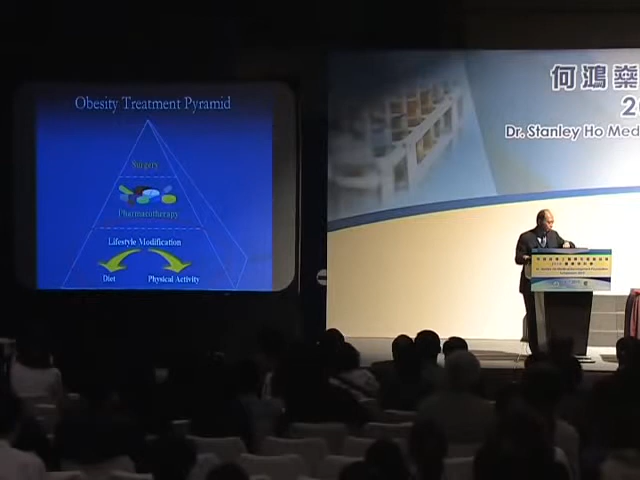 Obesity Treatment Pyramid
Surgery
Pharmacotherapy
Lifestyle Modification
Diet
Physical Activity
何鴻燊
Dr. Stanley Ho Med